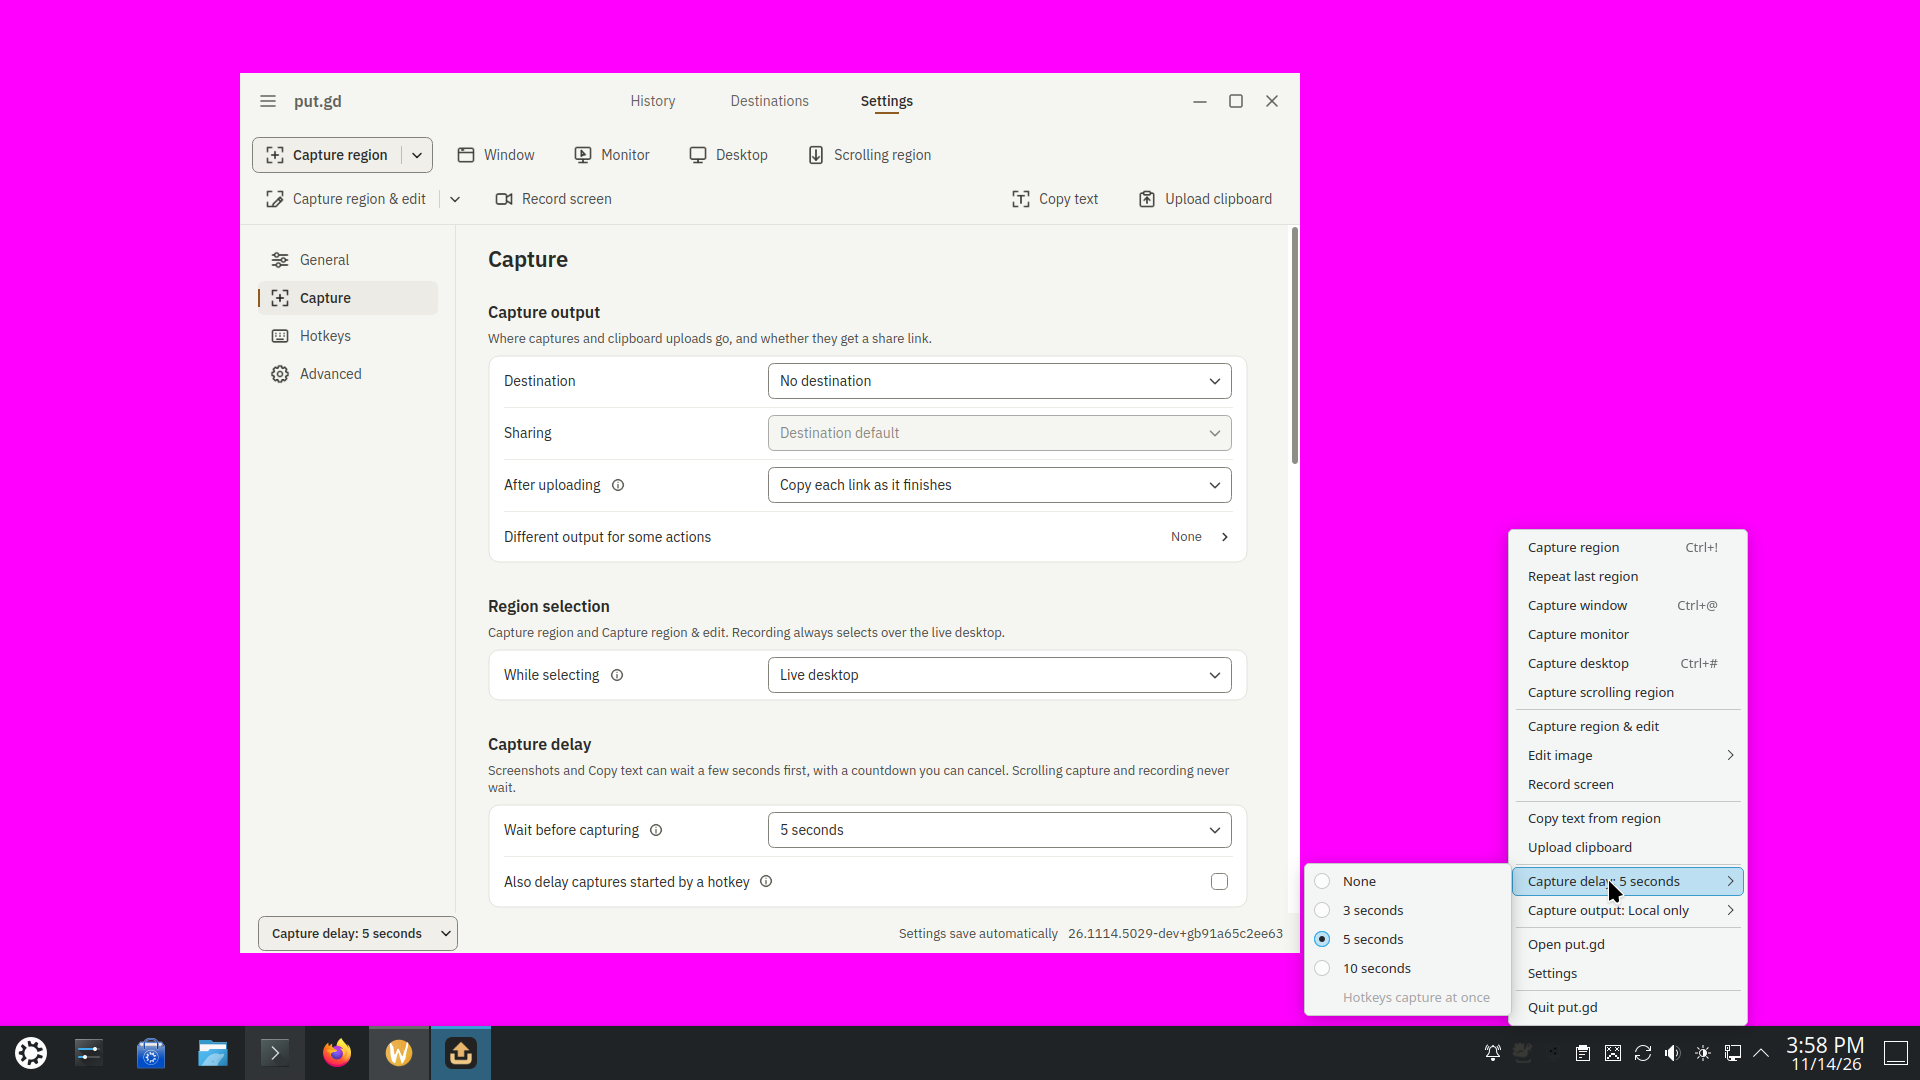 put.gd
History
Destinations
Settings
Capture region
Window
Monitor
Desktop
Scrolling region
Capture region & edit
Record screen
Copy text
Upload clipboard
General
Capture
Hotkeys
Advanced
Capture
Capture output
Where captures and clipboard uploads go, and whether they get a share link.
Destination
No destination
Sharing
Destination default
After uploading
Copy each link as it finishes
Different output for some actions
None
Region selection
Capture region and Capture region & edit. Recording always selects over the live desktop.
While selecting
Live desktop
Capture delay
Screenshots and Copy text can wait a few seconds first, with a countdown you can cancel. Scrolling capture and recording never
wait.
Wait before capturing
5 seconds
Also delay captures started by a hotkey
Capture delay: 5 seconds
Settings save automatically
26.1114.5029-dev+gb91a65c2ee63
Capture region Ctrl+!
Repeat last region
Capture window Ctrl+@
Capture monitor
Capture desktop Ctrl+#
Capture scrolling region
Capture region & edit
Edit image
Record screen
Copy text from region
Upload clipboard
Capture delay: 5 seconds
Capture output: Local only
Open put.gd
Settings
Quit put.gd
None
3 seconds
5 seconds
10 seconds
Hotkeys capture at once
3:58 PM
11/14/26